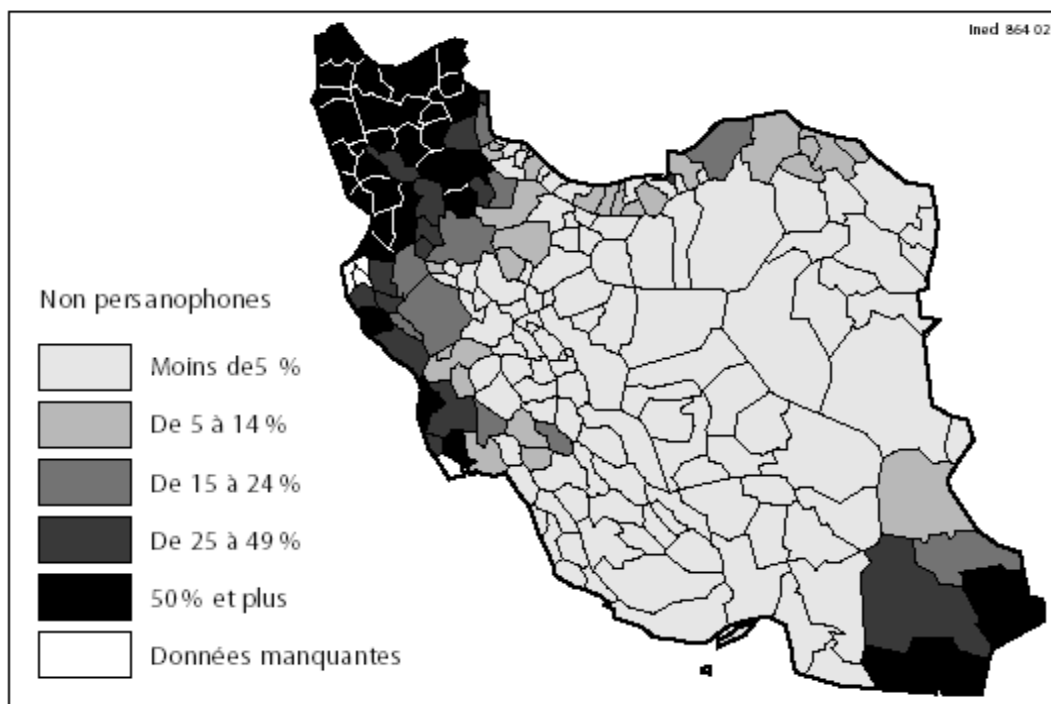 Ined 864 02
Non persanophones
Moins de5 %
De 5 à 14 %
De 15 à 24 %
De 25 à 49 %
50 % et plus
Données manquantes